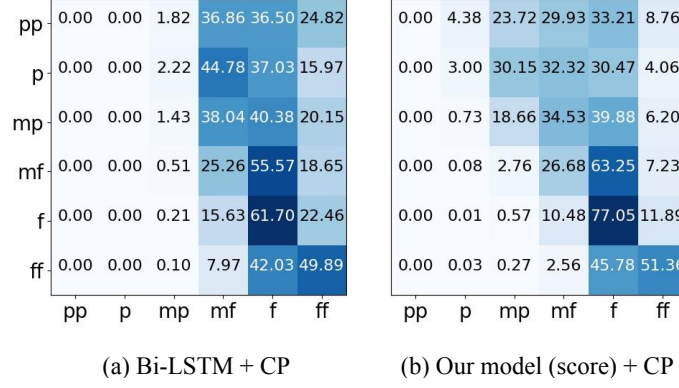 pp 0.00 0.00 1.82 36.86 36.50 24.82 0.00 4.38 23.72 29.93 33.21 8.76
p 0.00 0.00 2.22 44.78 37.03 15.97 0.00 3.00 30.15 32.32 30.47 4.06
mp 0.00 0.00 1.43 38.04 40.38 20.15 0.00 0.73 18.66 34.53 39.88 6.20
mf 0.00 0.00 0.51 25.26 55.57 18.65 0.00 0.08 2.76 26.68 63.25 7.23
f 0.00 0.00 0.21 15.63 61.70 22.46 0.00 0.01 0.57 10.48 77.05 11.89
ff 0.00 0.00 0.10 7.97 42.03 49.89 0.00 0.03 0.27 2.56 45.78 51.36
pp p mp mf f ff pp p mp mf f ff
(a) Bi-LSTM + CP (b) Our model (score) + CP